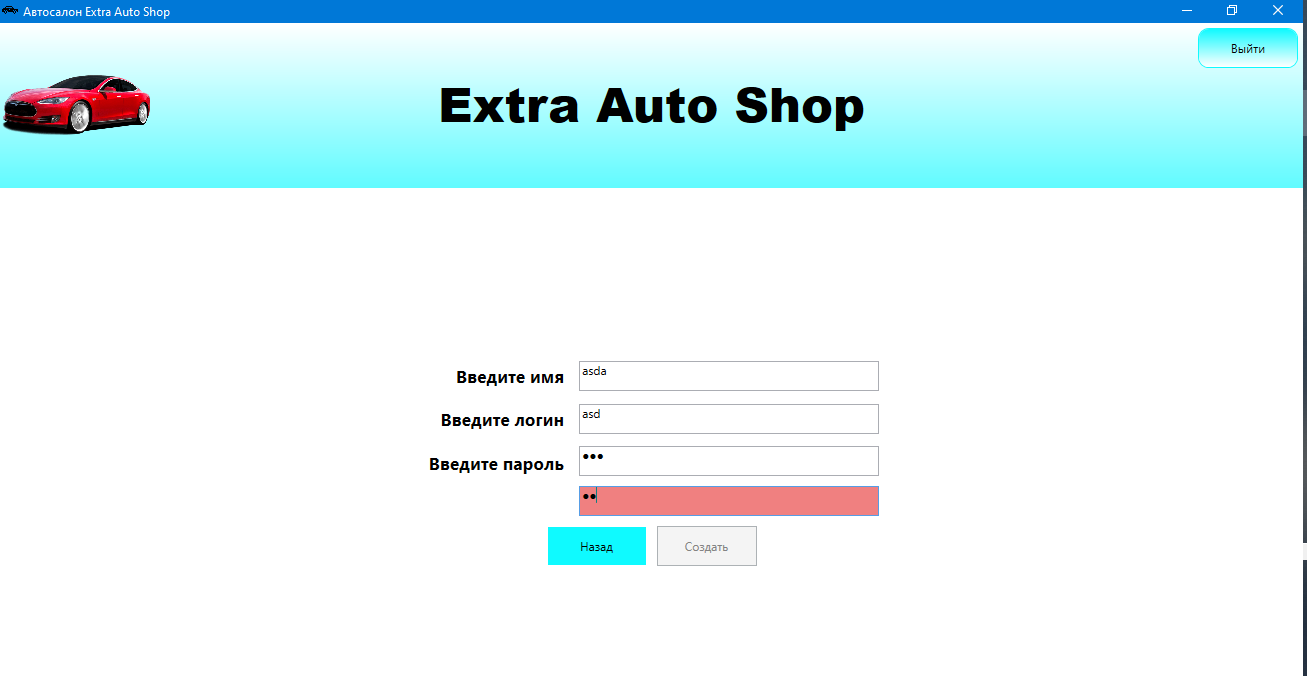 Автосалон Extra Auto Shop
Выйти
Extra Auto Shop
Введите имя asda
Введите логин asd
Введите пароль •••
••
Назад Создать